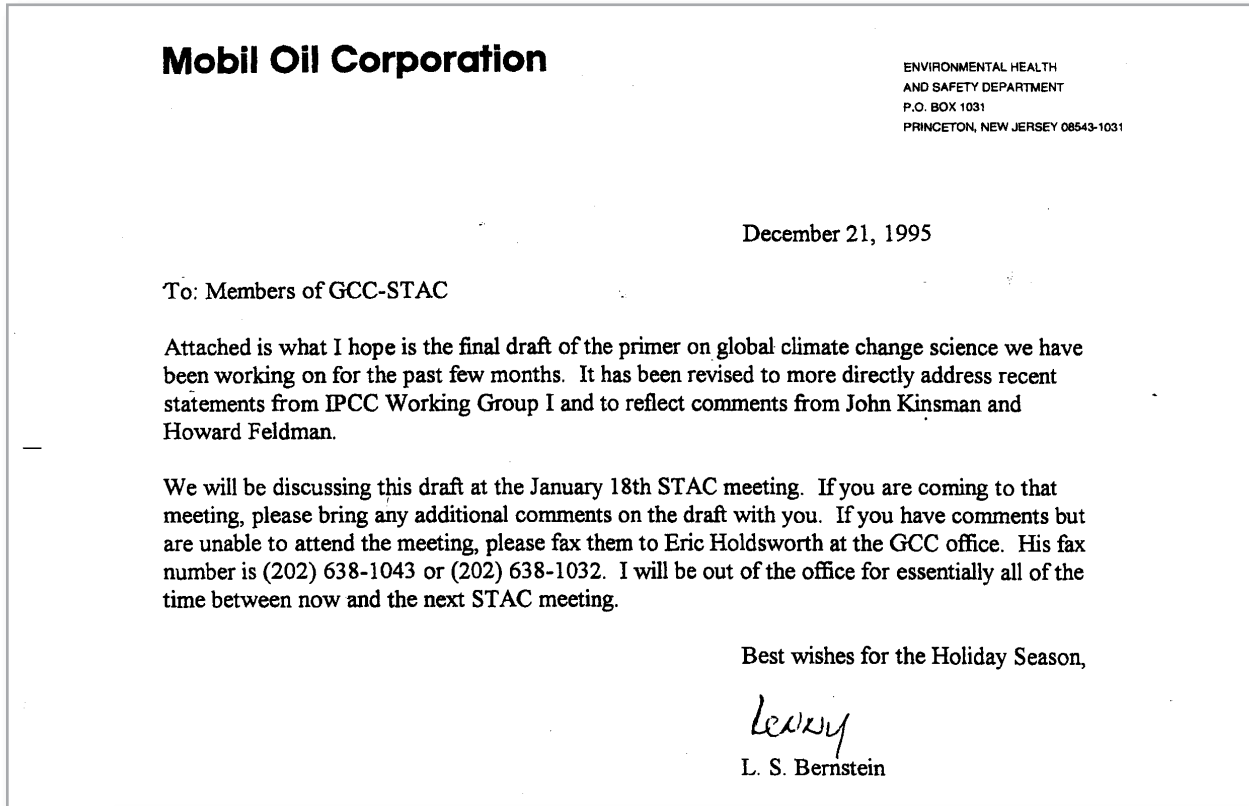 Mobil Oil Corporation
ENVIRONMENTAL HEALTH
AND SAFETY DEPARTMENT
P.O. BOX 1031
PRINCETON, NEW JERSEY 08543-1031
December 21, 1995
To: Members of GCC-STAC
Attached is what I hope is the final draft of the primer on global climate change science we have
been working on for the past few months. It has been revised to more directly address recent
statements from IPCC Working Group I and to reflect comments from John Kinsman and
Howard Feldman.
We will be discussing this draft at the January 18th STAC meeting. If you are coming to that
meeting, please bring any additional comments on the draft with you. If you have comments but
are unable to attend the meeting, please fax them to Eric Holdsworth at the GCC office. His fax
number is (202) 638-1043 or (202) 638-1032. I will be out of the office for essentially all of the
time between now and the next STAC meeting.
Best wishes for the Holiday Season,
Lenny
L. S. Bernstein